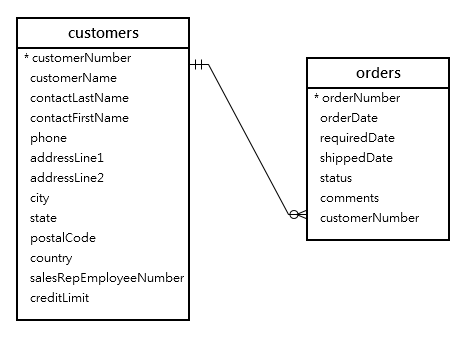 customers
* customerNumber
customerName
contactLastName
contactFirstName
phone
addressLine1
addressLine2
city
state
postalCode
country
salesRepEmployeeNumber
creditLimit
orders
* orderNumber
orderDate
requiredDate
shippedDate
status
comments
customerNumber